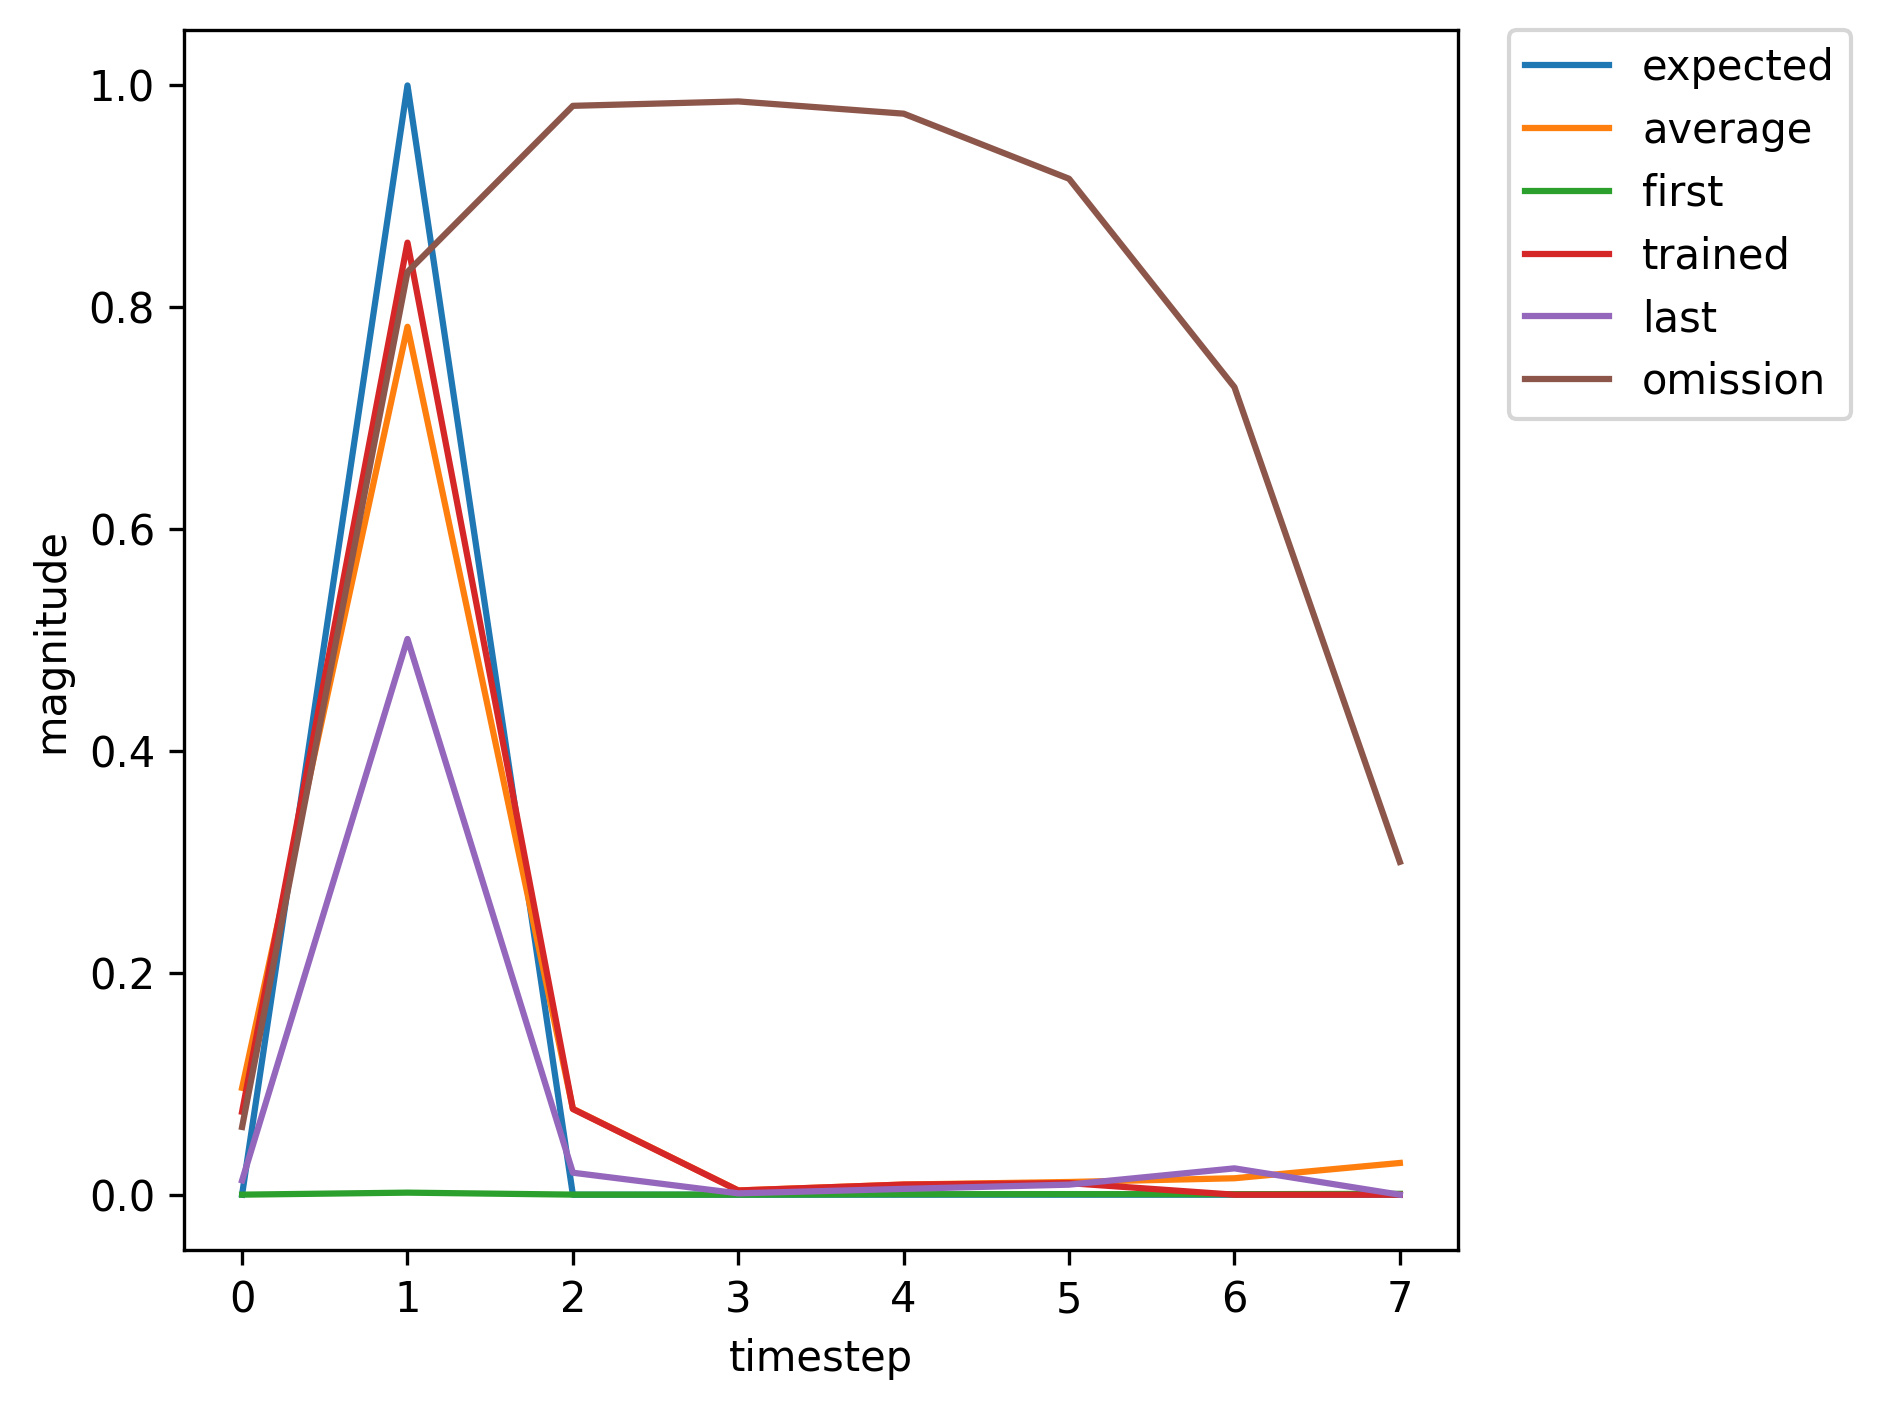 1.0
0.8
0.6
0.4
0.2
0.0
magnitude
0 1 2 3 4 5 6 7
timestep
expected
average
first
trained
last
omission